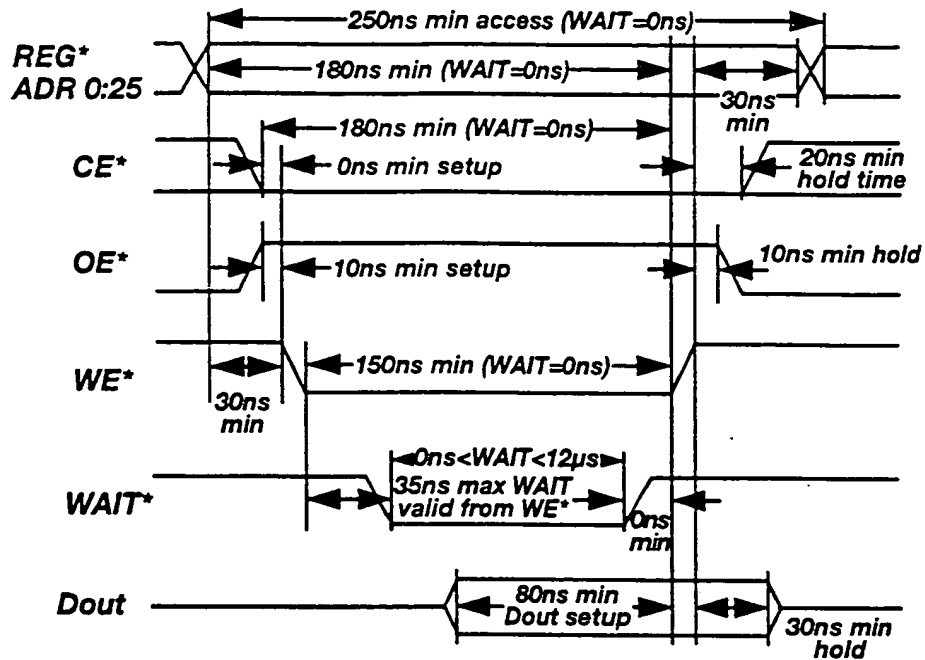 250ns min access (WAIT=0ns)
REG*
ADR 0:25
180ns min (WAIT=0ns)
30ns
min
180ns min (WAIT=0ns)
CE*
0ns min setup
20ns min
hold time
OE*
10ns min setup
10ns min hold
WE*
150ns min (WAIT=0ns)
30ns
min
0ns<WAIT<12μs
WAIT*
35ns max WAIT
valid from WE*
0ns
min
Dout
80ns min
Dout setup
30ns min
hold